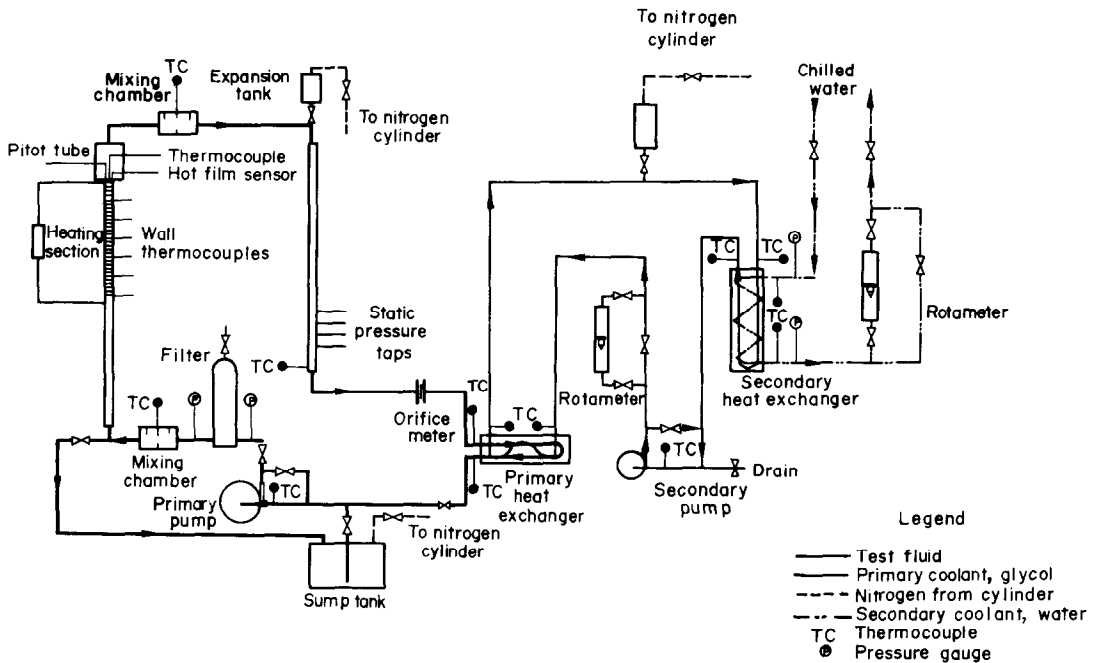 To nitrogen
cylinder
TC
Mixing
chamber
Expansion
tank
To nitrogen
cylinder
Chilled
water
Pitot tube
Thermocouple
Hot film sensor
Heating
section
Wall
thermocouples
TC
TC
P
TC
P
Rotameter
Static
pressure
taps
Filter
TC
TC
P
P
Orifice
meter
TC
TC
Rotameter
Secondary
heat exchanger
Mixing
chamber
TC
Primary
pump
TC
Primary
heat
exchanger
TC
Secondary
pump
Drain
To nitrogen
cylinder
Sump tank
Legend
Test fluid
Primary coolant, glycol
Nitrogen from cylinder
Secondary coolant, water
TC Thermocouple
P Pressure gauge